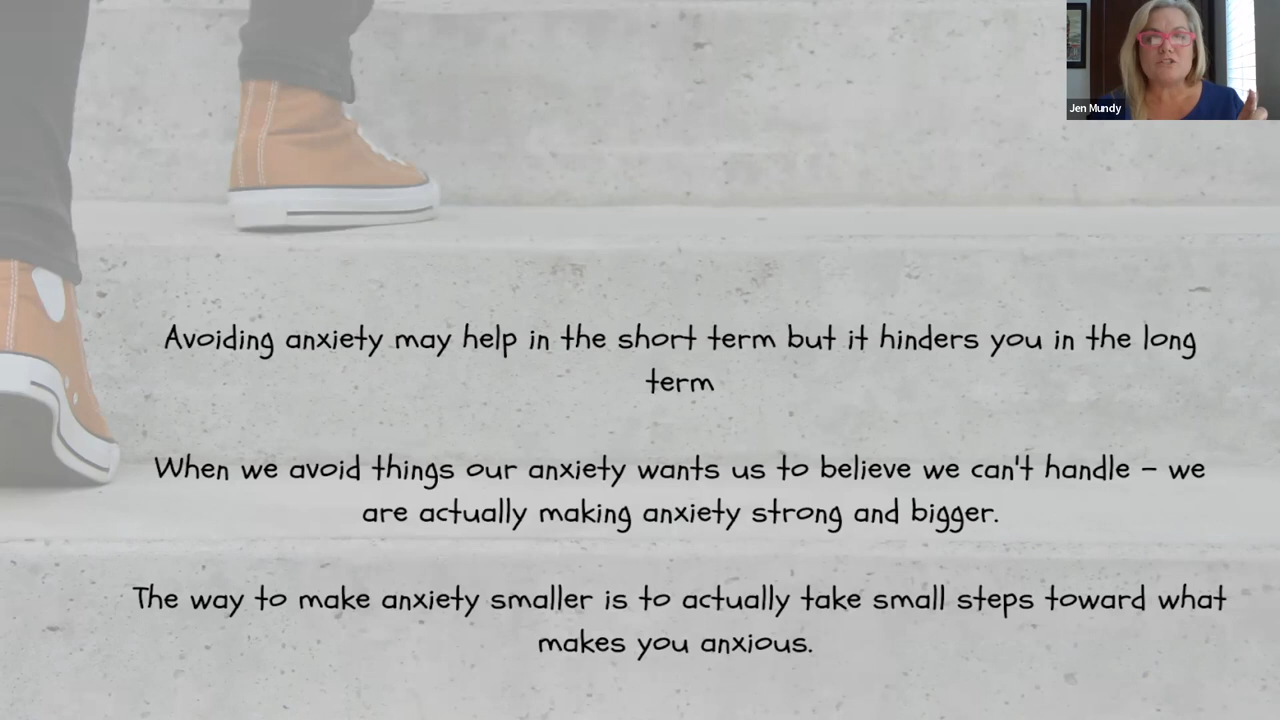 Jen Mundy
Avoiding anxiety may help in the short term but it hinders you in the long
term
When we avoid things our anxiety wants us to believe we can't handle – we
are actually making anxiety strong and bigger.
The way to make anxiety smaller is to actually take small steps toward what
makes you anxious.